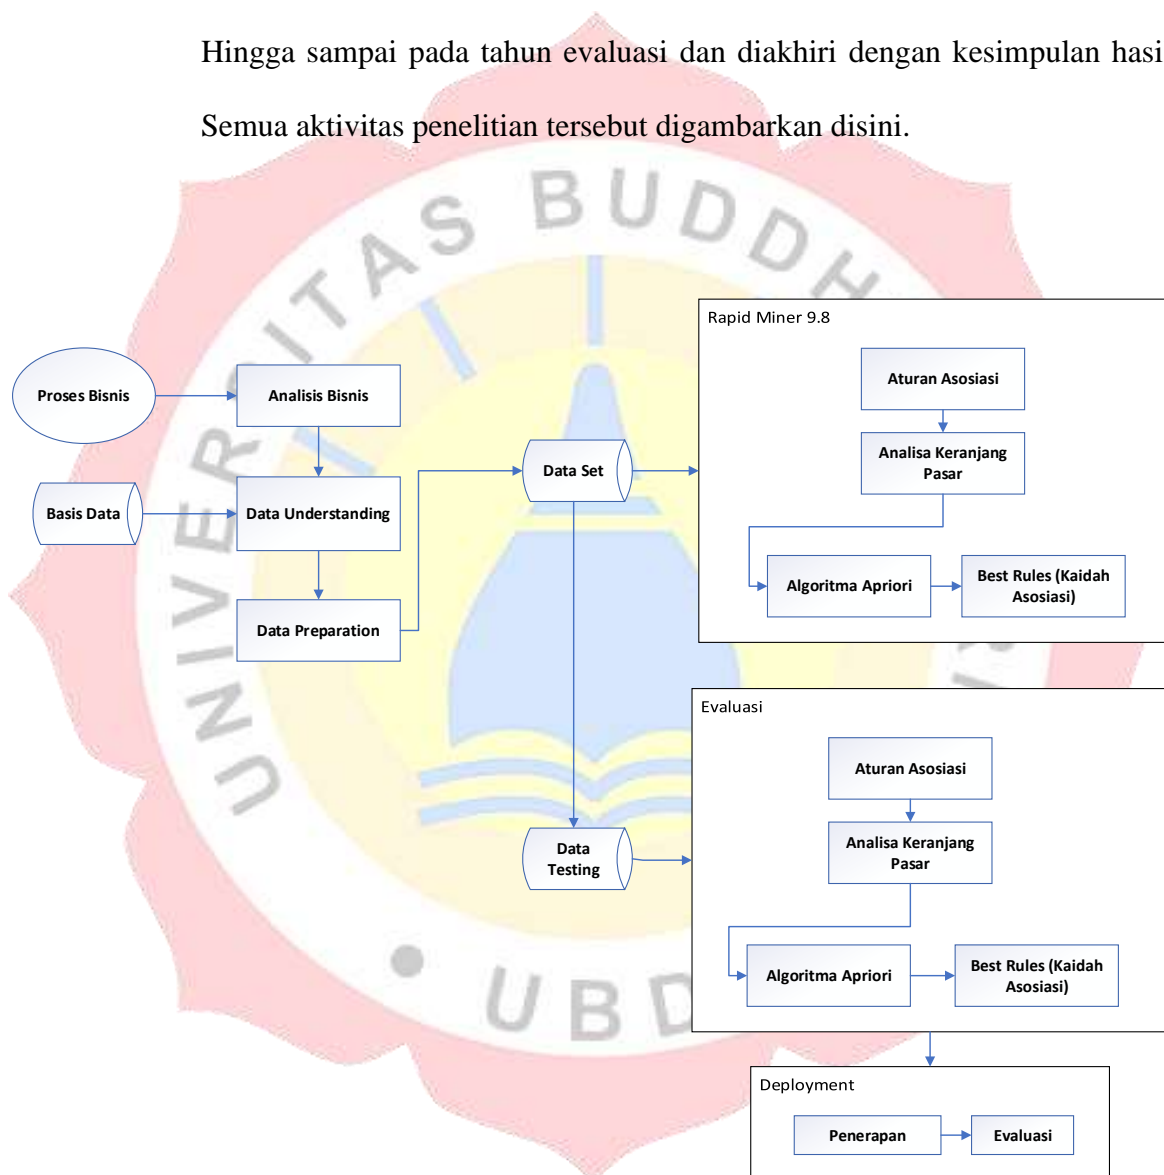 Hingga sampai pada tahun evaluasi dan diakhiri dengan kesimpulan hasi
Semua aktivitas penelitian tersebut digambarkan disini.
UNIVERSITAS BUDDH
Rapid Miner 9.8
Aturan Asosiasi
Proses Bisnis
Analisis Bisnis
Analisa Keranjang
Pasar
Data Set
Basis Data
Data Understanding
Algoritma Apriori
Best Rules (Kaidah
Asosiasi)
Data Preparation
Evaluasi
Aturan Asosiasi
Data
Testing
Analisa Keranjang
Pasar
Algoritma Apriori
Best Rules (Kaidah
Asosiasi)
UBD
Deployment
Penerapan
Evaluasi